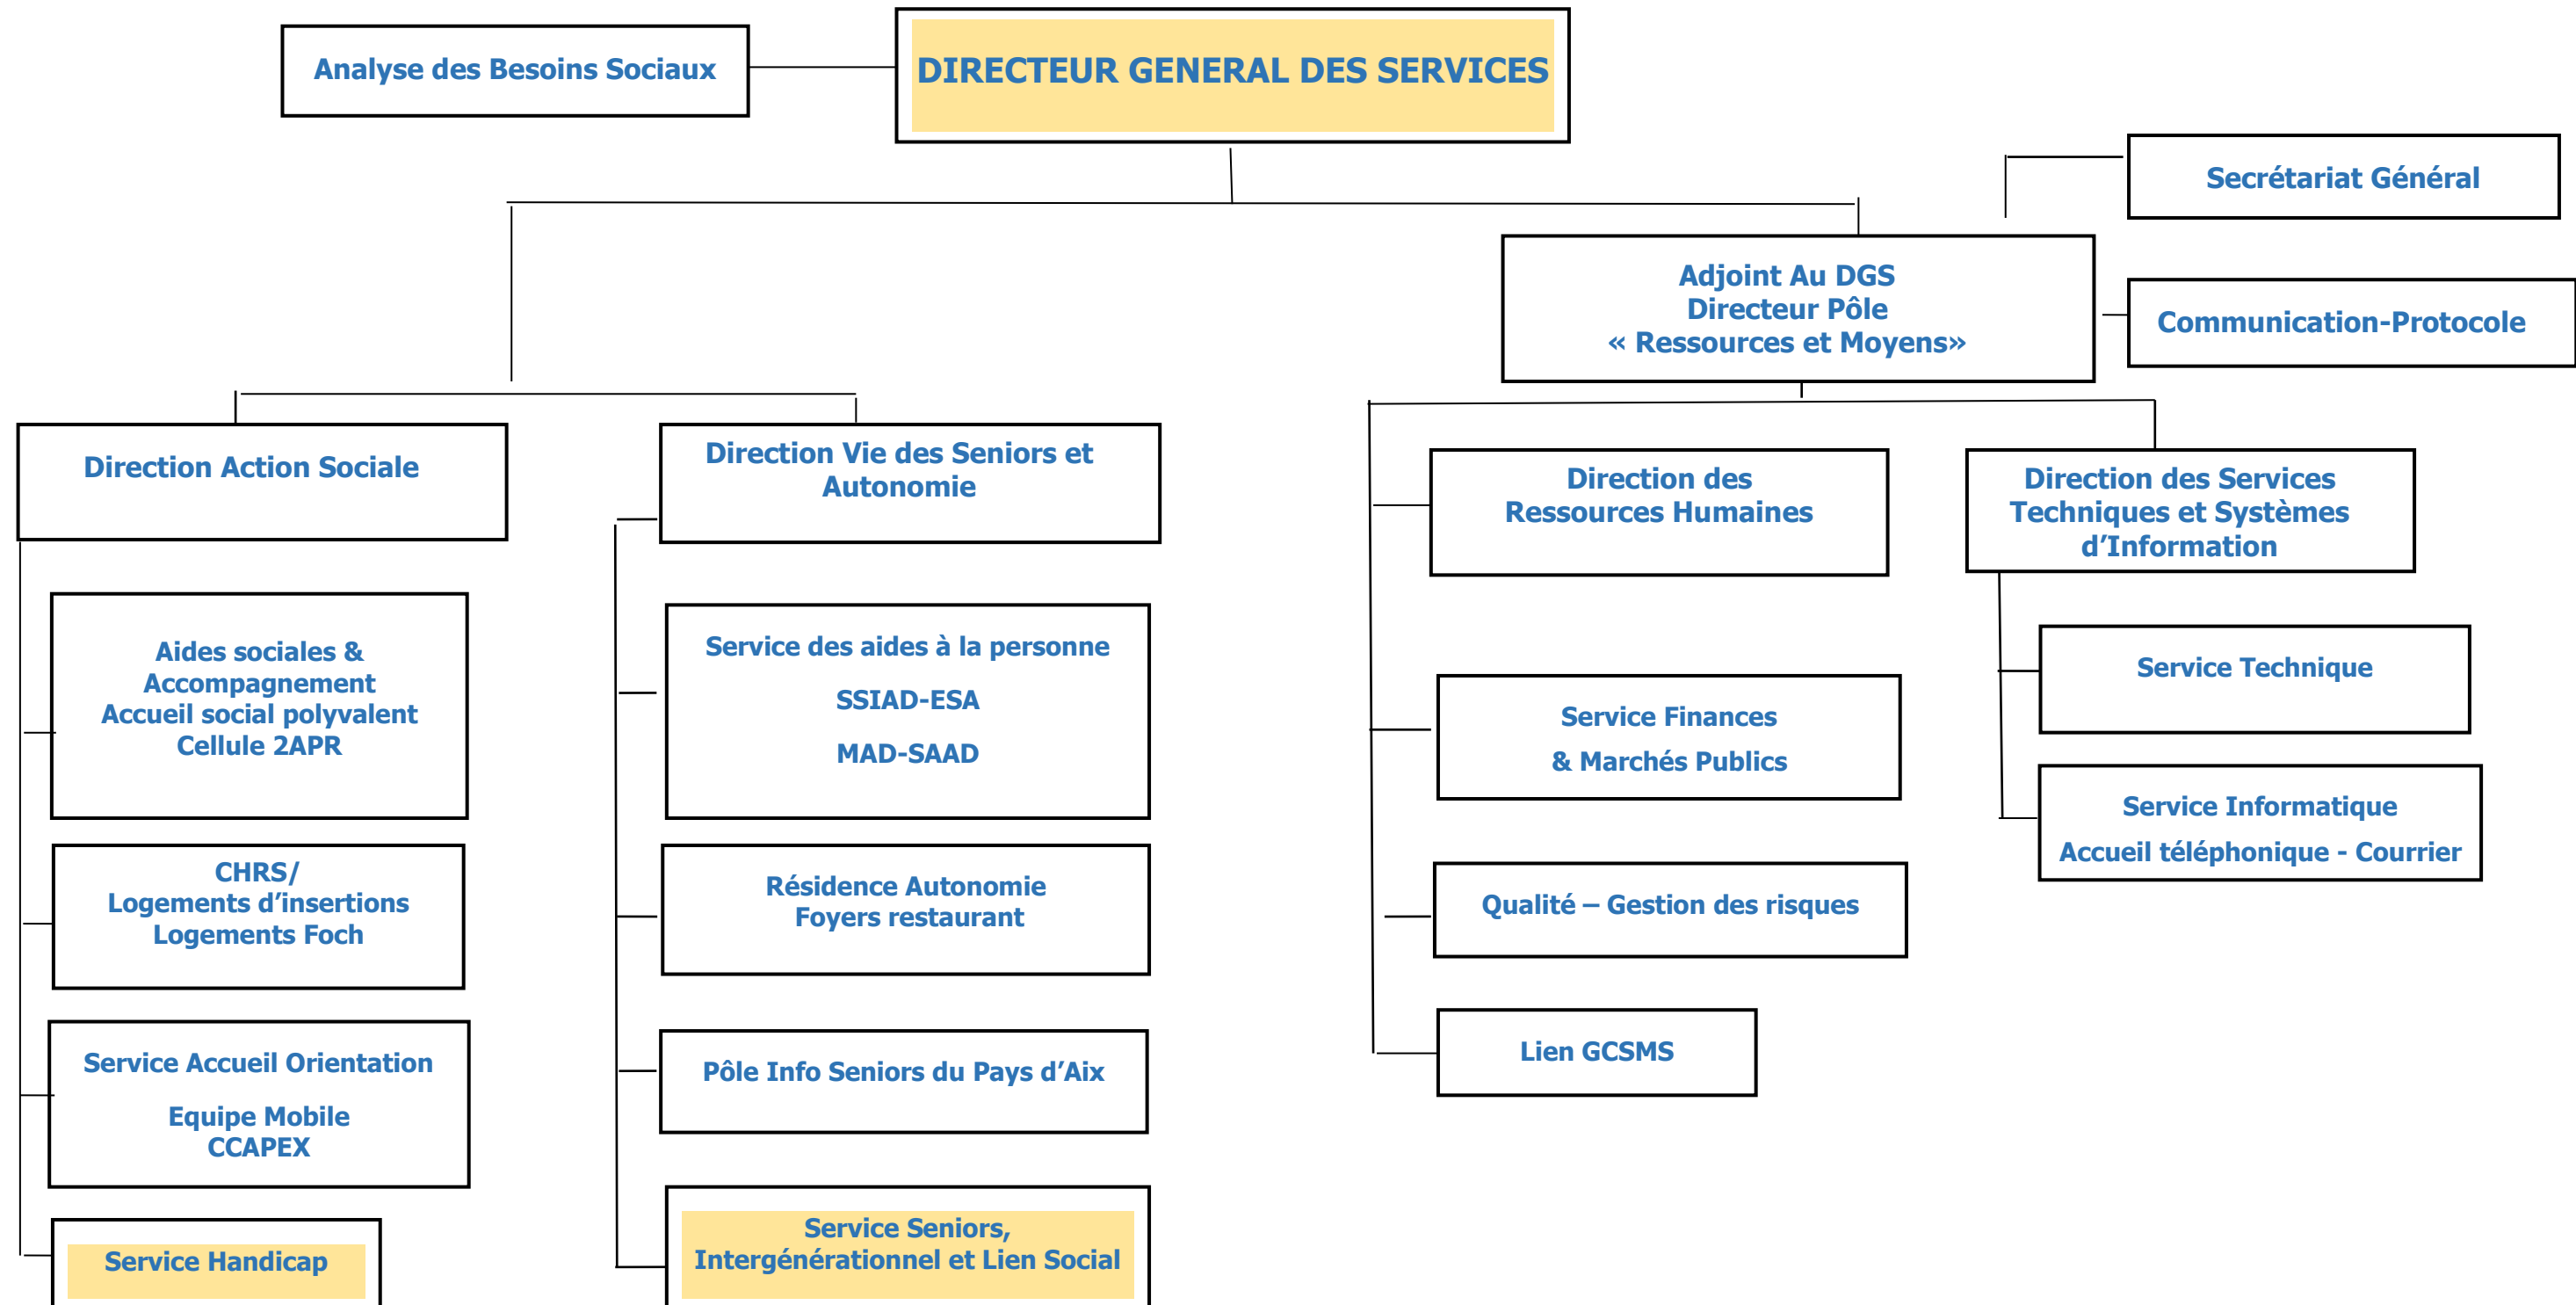 Analyse des Besoins Sociaux
DIRECTEUR GENERAL DES SERVICES
Secrétariat Général
Adjoint Au DGS
Directeur Pôle
« Ressources et Moyens»
Communication-Protocole
Direction Action Sociale
Direction Vie des Seniors et
Autonomie
Direction des
Ressources Humaines
Direction des Services
Techniques et Systèmes
d’Information
Aides sociales &
Accompagnement
Accueil social polyvalent
Cellule 2APR
CHRS/
Logements d’insertions
Logements Foch
Service Accueil Orientation
Equipe Mobile
CCAPEX
Service Handicap
Service des aides à la personne
SSIAD-ESA
MAD-SAAD
Résidence Autonomie
Foyers restaurant
Pôle Info Seniors du Pays d’Aix
Service Seniors,
Intergénérationnel et Lien Social
Service Finances
& Marchés Publics
Qualité – Gestion des risques
Lien GCSMS
Service Technique
Service Informatique
Accueil téléphonique - Courrier